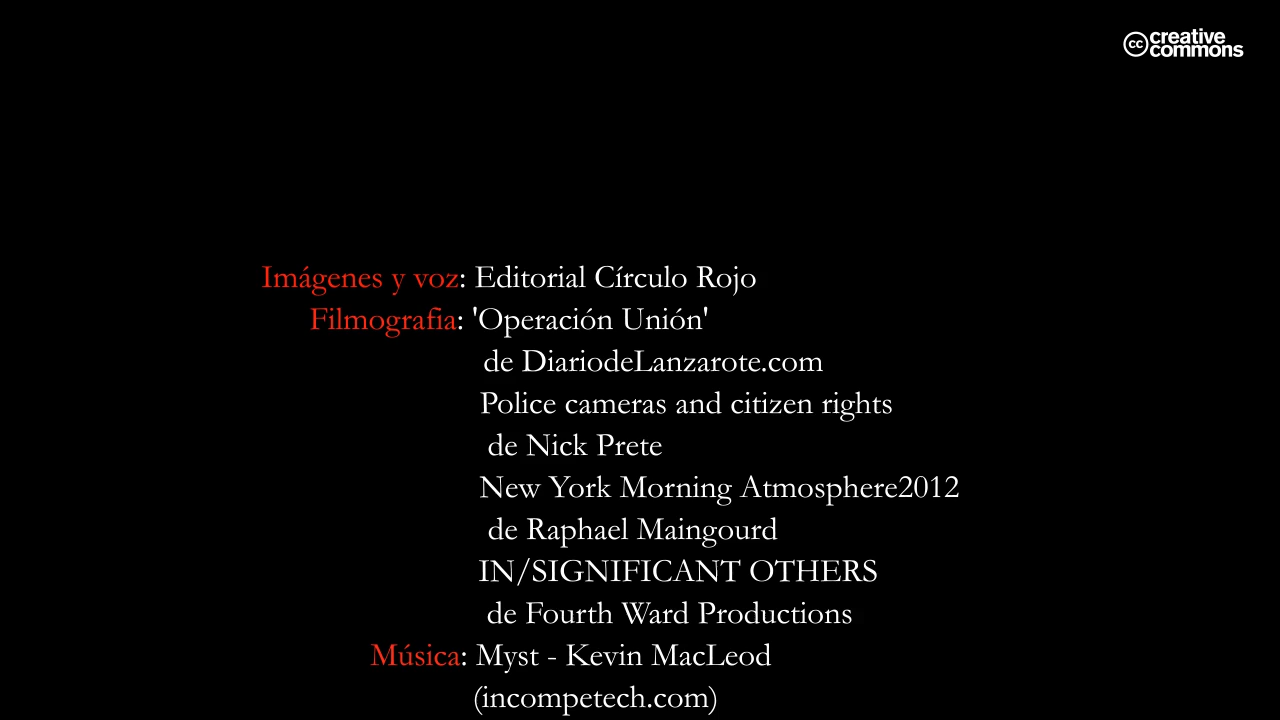 cc creative
commons
Imágenes y voz: Editorial Círculo Rojo
Filmografia: 'Operación Unión'
de DiariodeLanzarote.com
Police cameras and citizen rights
de Nick Prete
New York Morning Atmosphere2012
de Raphael Maingourd
IN/SIGNIFICANT OTHERS
de Fourth Ward Productions
Música: Myst - Kevin MacLeod
(incompetech.com)